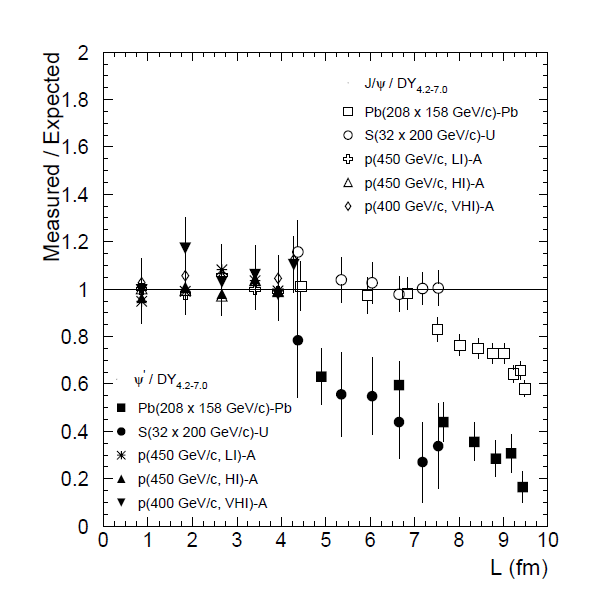 Measured / Expected
2
1.8
1.6
1.4
1.2
1
0.8
0.6
0.4
0.2
0
J/ψ / DY4.2-7.0
Pb(208 x 158 GeV/c)-Pb
S(32 x 200 GeV/c)-U
p(450 GeV/c, LI)-A
p(450 GeV/c, HI)-A
p(400 GeV/c, VHI)-A
ψ' / DY4.2-7.0
Pb(208 x 158 GeV/c)-Pb
S(32 x 200 GeV/c)-U
p(450 GeV/c, LI)-A
p(450 GeV/c, HI)-A
p(400 GeV/c, VHI)-A
0 1 2 3 4 5 6 7 8 9 10
L (fm)